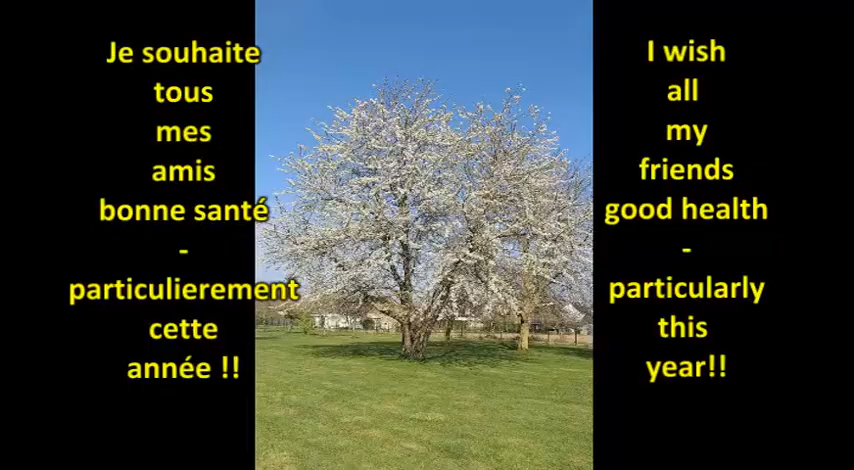 Je souhaite
tous
mes
amis
bonne santé
-
particulierement
cette
année !!
I wish
all
my
friends
good health
-
particularly
this
year!!